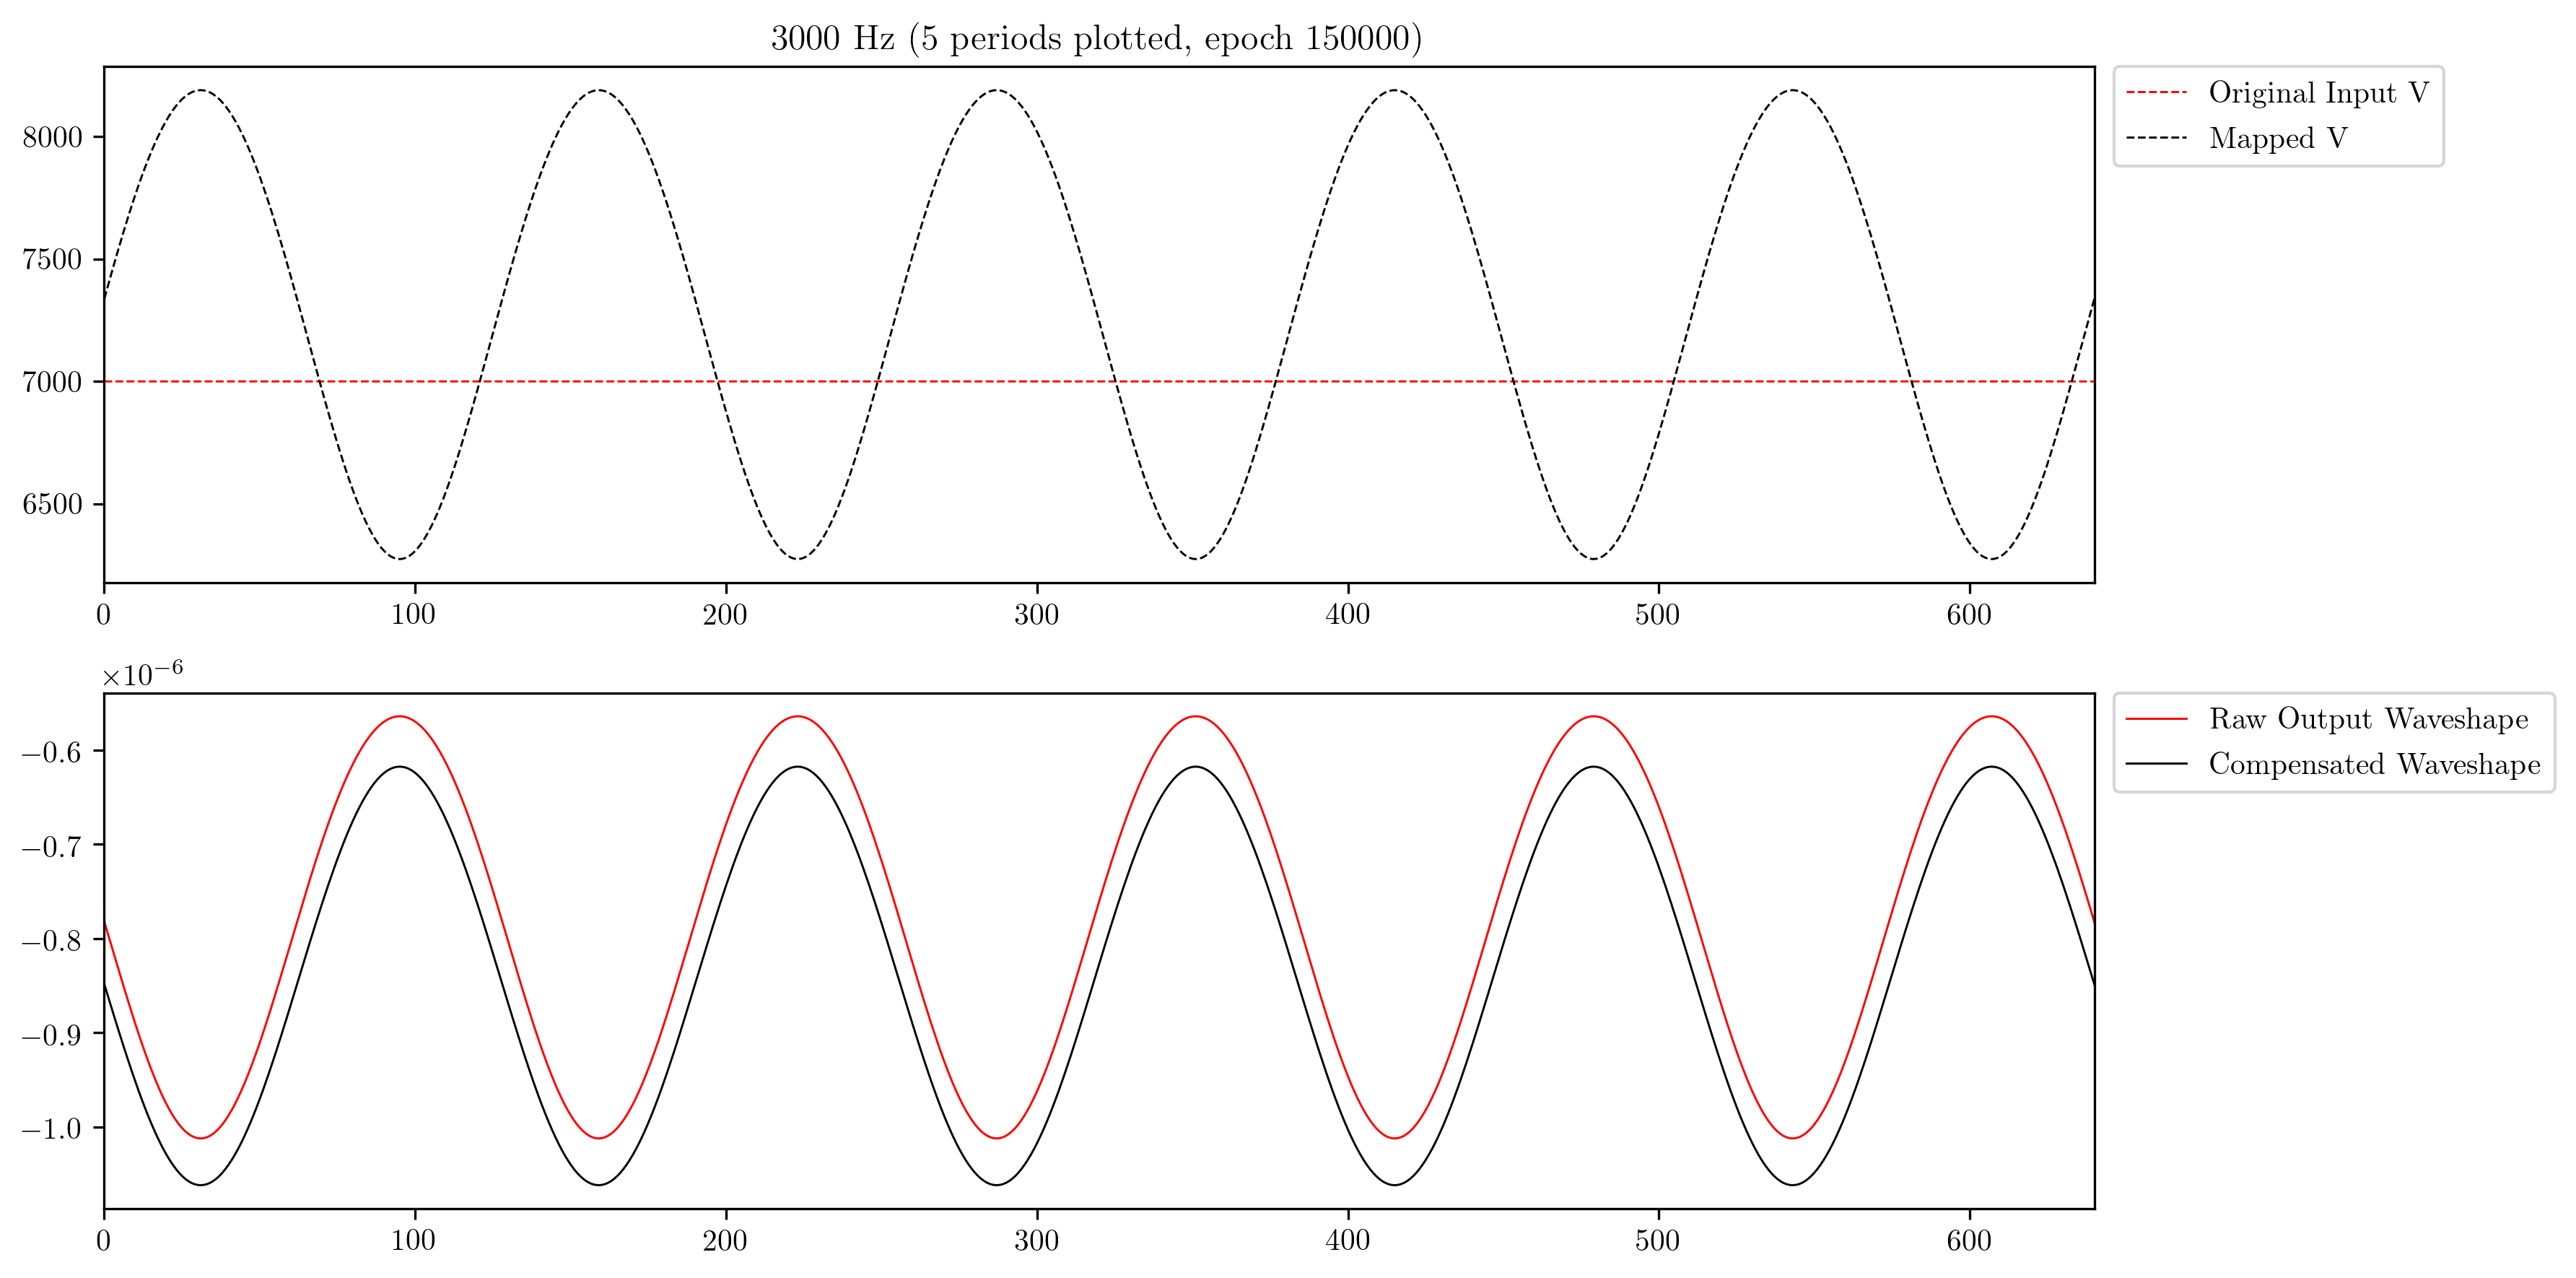 3000 Hz (5 periods plotted, epoch 150000)
8000
7500
7000
6500
0 100 200 300 400 500 600
Original Input V
Mapped V
×10⁻⁶
−0.6
−0.7
−0.8
−0.9
−1.0
0 100 200 300 400 500 600
Raw Output Waveshape
Compensated Waveshape